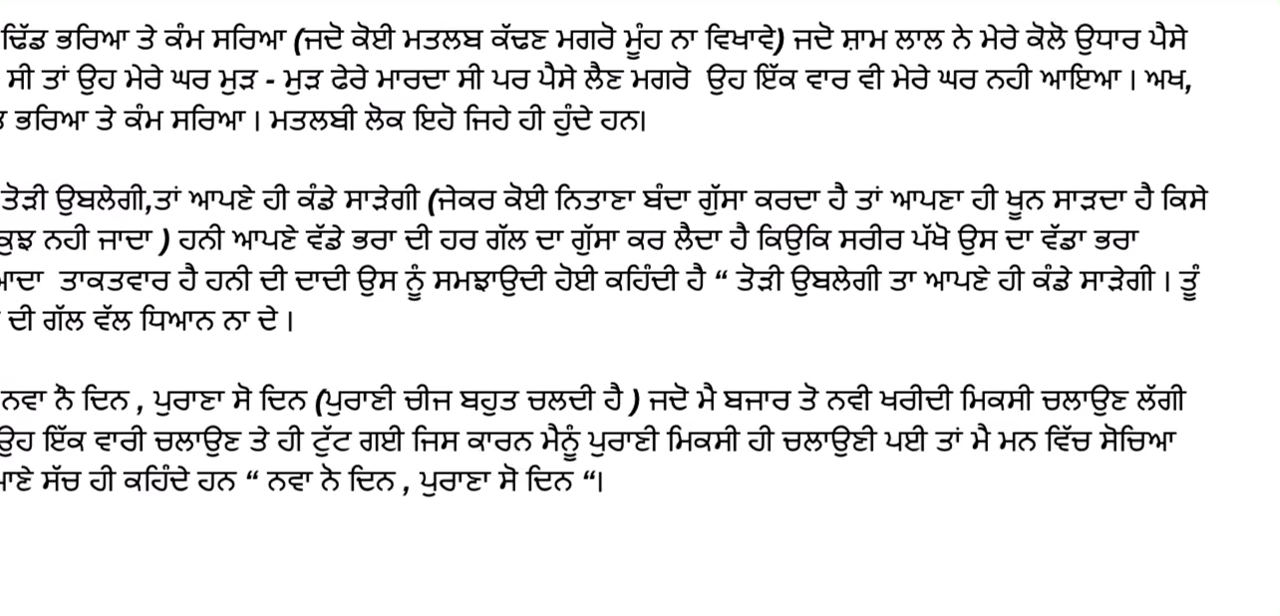 ਢਿੱਡ ਭਰਿਆ ਤੇ ਕੰਮ ਸਰਿਆ (ਜਦੋ ਕੋਈ ਮਤਲਬ ਕੱਢਣ ਮਗਰੋ ਮੂੰਹ ਨਾ ਵਿਖਾਵੇ) ਜਦੋ ਸ਼ਾਮ ਲਾਲ ਨੇ ਮੇਰੇ ਕੋਲੋ ਉਧਾਰ ਪੈਸੇ
ਸੀ ਤਾਂ ਉਹ ਮੇਰੇ ਘਰ ਮੁੜ - ਮੁੜ ਫੇਰੇ ਮਾਰਦਾ ਸੀ ਪਰ ਪੈਸੇ ਲੈਣ ਮਗਰੋ ਉਹ ਇੱਕ ਵਾਰ ਵੀ ਮੇਰੇ ਘਰ ਨਹੀ ਆਇਆ । ਅਖ,
ਭਰਿਆ ਤੇ ਕੰਮ ਸਰਿਆ । ਮਤਲਬੀ ਲੋਕ ਇਹੋ ਜਿਹੇ ਹੀ ਹੁੰਦੇ ਹਨ।
ਤੋੜੀ ਉਬਲੇਗੀ,ਤਾਂ ਆਪਣੇ ਹੀ ਕੰਡੇ ਸਾੜੇਗੀ (ਜੇਕਰ ਕੋਈ ਨਿਤਾਣਾ ਬੰਦਾ ਗੁੱਸਾ ਕਰਦਾ ਹੈ ਤਾਂ ਆਪਣਾ ਹੀ ਖੂਨ ਸਾੜਦਾ ਹੈ ਕਿਸੇ
ਕੁਝ ਨਹੀ ਜਾਦਾ ) ਹਨੀ ਆਪਣੇ ਵੱਡੇ ਭਰਾ ਦੀ ਹਰ ਗੱਲ ਦਾ ਗੁੱਸਾ ਕਰ ਲੈਦਾ ਹੈ ਕਿਉਕਿ ਸਰੀਰ ਪੱਖੋ ਉਸ ਦਾ ਵੱਡਾ ਭਰਾ
ਤਾਕਤਵਾਰ ਹੈ ਹਨੀ ਦੀ ਦਾਦੀ ਉਸ ਨੂੰ ਸਮਝਾਉਦੀ ਹੋਈ ਕਹਿੰਦੀ ਹੈ “ ਤੋੜੀ ਉਬਲੇਗੀ ਤਾ ਆਪਣੇ ਹੀ ਕੰਡੇ ਸਾੜੇਗੀ । ਤੂੰ
ਦੀ ਗੱਲ ਵੱਲ ਧਿਆਨ ਨਾ ਦੇ ।
ਨਵਾ ਨੌ ਦਿਨ , ਪੁਰਾਣਾ ਸੋ ਦਿਨ (ਪੁਰਾਣੀ ਚੀਜ ਬਹੁਤ ਚਲਦੀ ਹੈ ) ਜਦੋ ਮੈ ਬਜਾਰ ਤੋ ਨਵੀ ਖਰੀਦੀ ਮਿਕਸੀ ਚਲਾਉਣ ਲੱਗੀ
ਉਹ ਇੱਕ ਵਾਰੀ ਚਲਾਉਣ ਤੇ ਹੀ ਟੁੱਟ ਗਈ ਜਿਸ ਕਾਰਨ ਮੈਨੂੰ ਪੁਰਾਣੀ ਮਿਕਸੀ ਹੀ ਚਲਾਉਣੀ ਪਈ ਤਾਂ ਮੈ ਮਨ ਵਿੱਚ ਸੋਚਿਆ
ਸੱਚ ਹੀ ਕਹਿੰਦੇ ਹਨ “ ਨਵਾ ਨੋ ਦਿਨ , ਪੁਰਾਣਾ ਸੋ ਦਿਨ “।